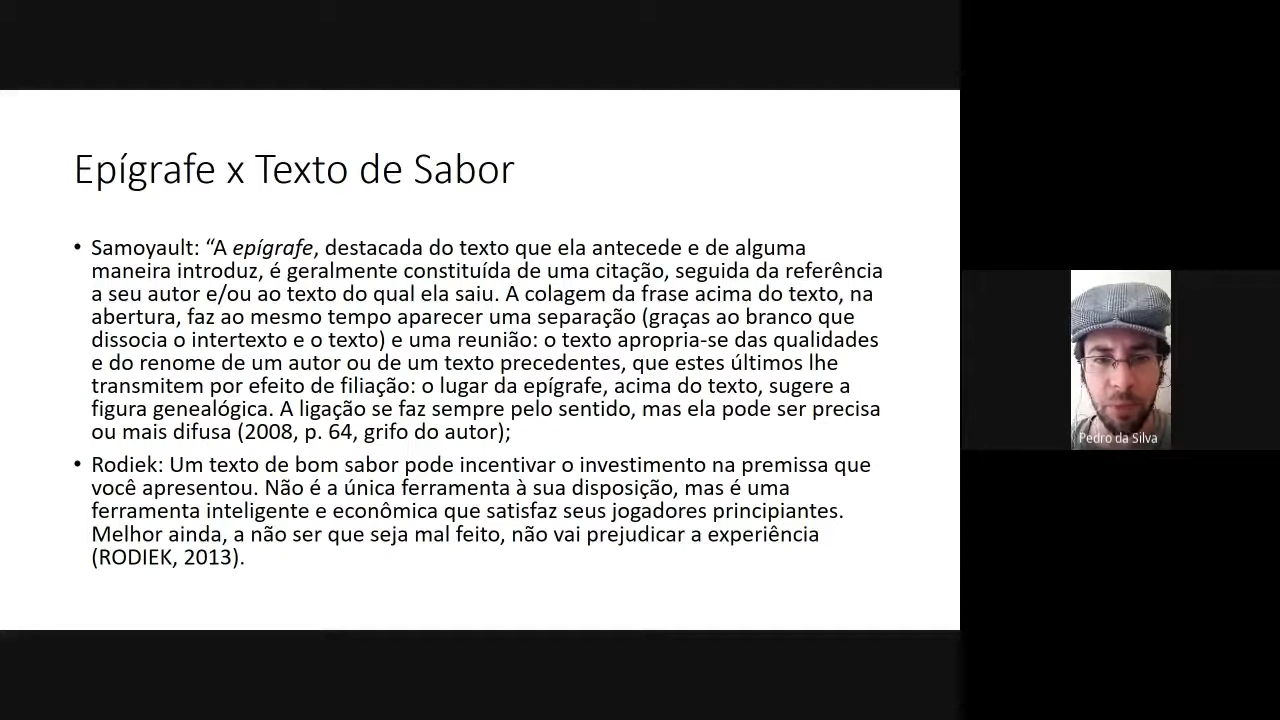 Epígrafe x Texto de Sabor
• Samoyault: “A epígrafe, destacada do texto que ela antecede e de alguma
maneira introduz, é geralmente constituída de uma citação, seguida da referência
a seu autor e/ou ao texto do qual ela saiu. A colagem da frase acima do texto, na
abertura, faz ao mesmo tempo aparecer uma separação (graças ao branco que
dissocia o intertexto e o texto) e uma reunião: o texto apropria-se das qualidades
e do renome de um autor ou de um texto precedentes, que estes últimos lhe
transmitem por efeito de filiação: o lugar da epígrafe, acima do texto, sugere a
figura genealógica. A ligação se faz sempre pelo sentido, mas ela pode ser precisa
ou mais difusa (2008, p. 64, grifo do autor);
• Rodiek: Um texto de bom sabor pode incentivar o investimento na premissa que
você apresentou. Não é a única ferramenta à sua disposição, mas é uma
ferramenta inteligente e econômica que satisfaz seus jogadores principiantes.
Melhor ainda, a não ser que seja mal feito, não vai prejudicar a experiência
(RODIEK, 2013).
Pedro da Silva